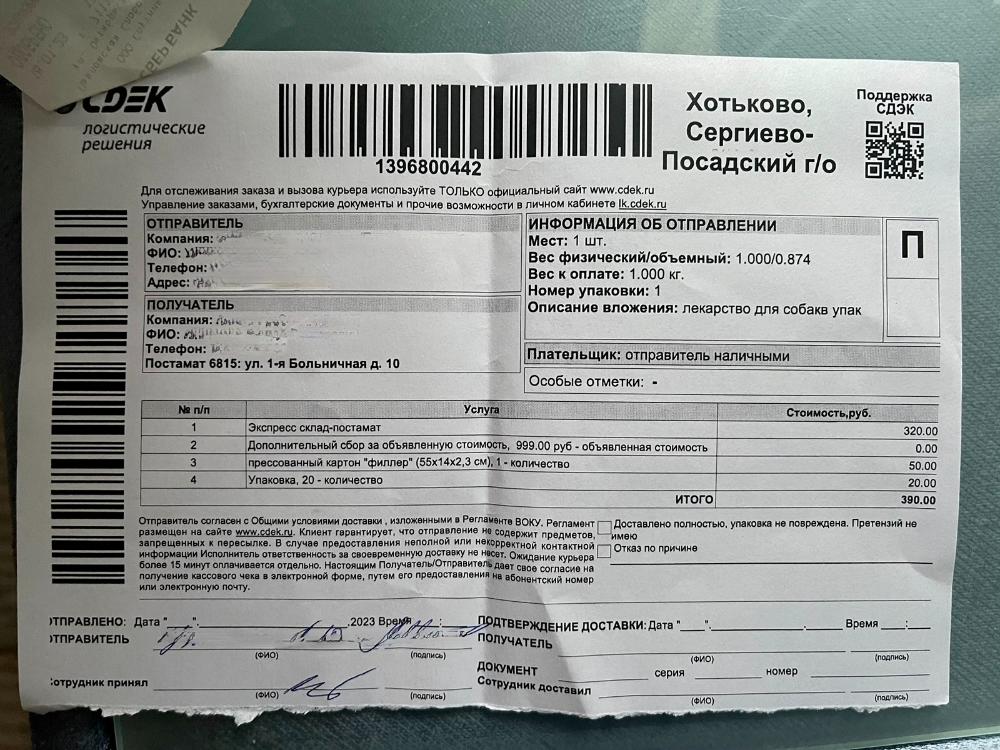 СБЕРБАНК
CDEK
логистические
решения
1396800442
Хотьково,
Сергиево-
Посадский г/о
Поддержка
СДЭК
Для отслеживания заказа и вызова курьера используйте ТОЛЬКО официальный сайт www.cdek.ru
Управление заказами, бухгалтерские документы и прочие возможности в личном кабинете lk.cdek.ru
ОТПРАВИТЕЛЬ
Компания:
ФИО:
Телефон:
Адрес:
ПОЛУЧАТЕЛЬ
Компания:
ФИО:
Телефон:
Постамат 6815: ул. 1-я Больничная д. 10
ИНФОРМАЦИЯ ОБ ОТПРАВЛЕНИИ
Мест: 1 шт.
Вес физический/объемный: 1.000/0.874
Вес к оплате: 1.000 кг.
Номер упаковки: 1
Описание вложения: лекарство для собакв упак
П
Плательщик: отправитель наличными
Особые отметки: -
№ п/п Услуга Стоимость,руб.
1 Экспресс склад-постамат 320.00
2 Дополнительный сбор за объявленную стоимость, 999.00 руб - объявленная стоимость 0.00
3 прессованный картон "филлер" (55х14х2,3 см), 1 - количество 50.00
4 Упаковка, 20 - количество 20.00
ИТОГО 390.00
Отправитель согласен с Общими условиями доставки , изложенными в Регламенте ВОКУ. Регламент
размещен на сайте www.cdek.ru. Клиент гарантирует, что отправление не содержит предметов,
запрещенных к пересылке. В случае предоставления неполной или некорректной контактной
информации Исполнитель ответственность за своевременную доставку не несет. Ожидание курьера
более 15 минут оплачивается отдельно. Настоящим Получатель/Отправитель дает свое согласие на
получение кассового чека в электронной форме, путем его предоставления на абонентский номер
или электронную почту.
Доставлено полностью, упаковка не повреждена. Претензий не
имею
Отказ по причине
ОТПРАВЛЕНО: Дата "___".___.2023 Время ___:___
ОТПРАВИТЕЛЬ
(ФИО) (подпись)
Сотрудник принял
(ФИО) (подпись)
ПОДТВЕРЖДЕНИЕ ДОСТАВКИ: Дата "___".___ Время ___:___
ПОЛУЧАТЕЛЬ
(ФИО) (подпись)
ДОКУМЕНТ серия номер
Сотрудник доставил
(ФИО) (подпись)